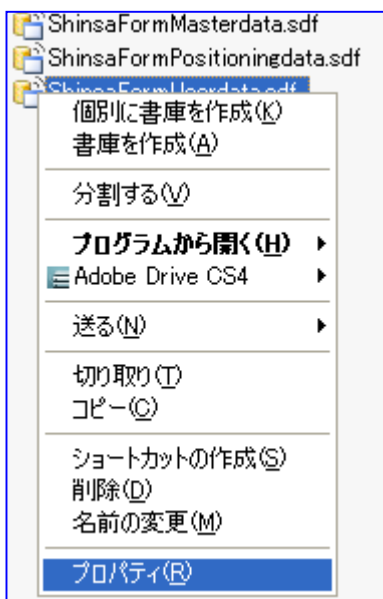 ShinsaFormMasterdata.sdf
ShinsaFormPositioningdata.sdf
ShinsaFormUserdata.sdf
個別に書庫を作成(K)
書庫を作成(A)
分割する(V)
プログラムから開く(H)
Adobe Drive CS4
送る(N)
切り取り(T)
コピー(C)
ショートカットの作成(S)
削除(D)
名前の変更(M)
プロパティ(R)